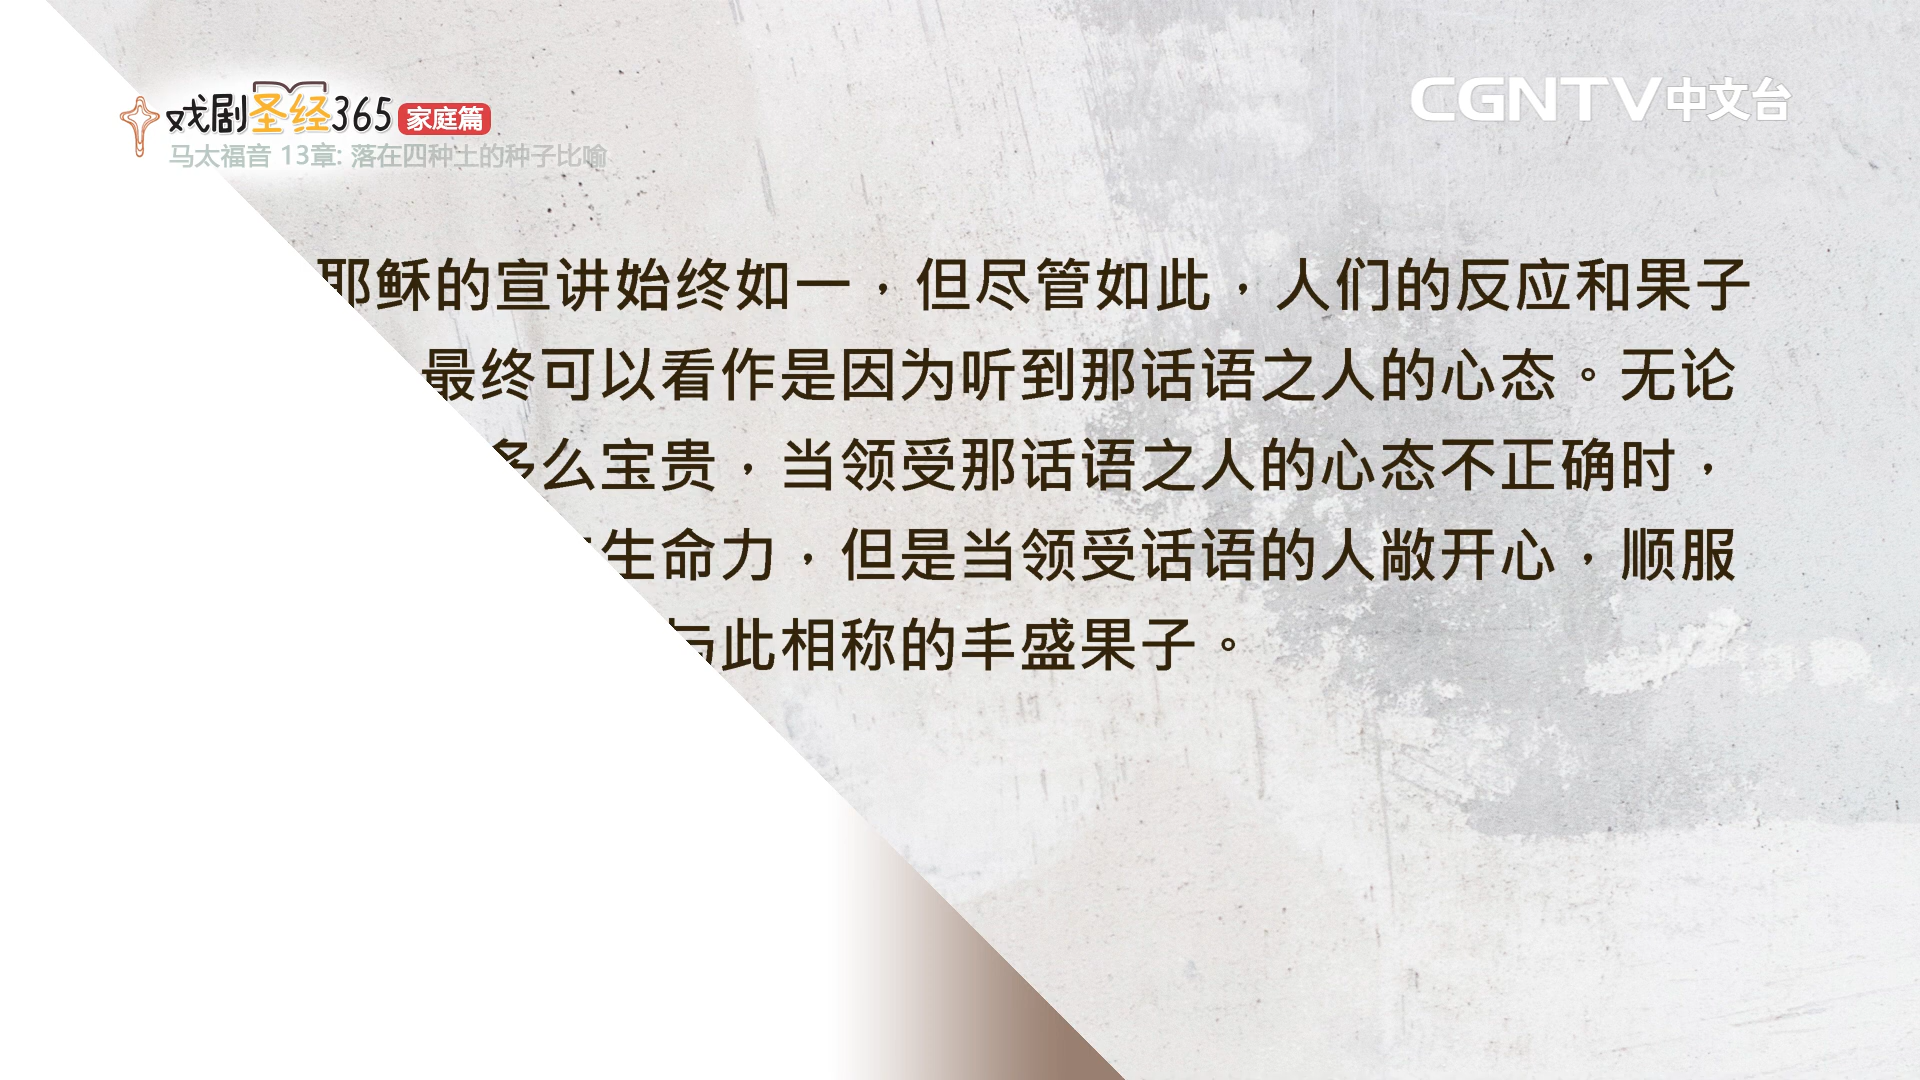 戏剧圣经365 家庭篇
CGNTV中文台
马太福音 13章: 落在四种土的种子比喻
耶稣的宣讲始终如一，但尽管如此，人们的反应和果子
最终可以看作是因为听到那话语之人的心态。无论
多么宝贵，当领受那话语之人的心态不正确时，
生命力，但是当领受话语的人敞开心，顺服
与此相称的丰盛果子。